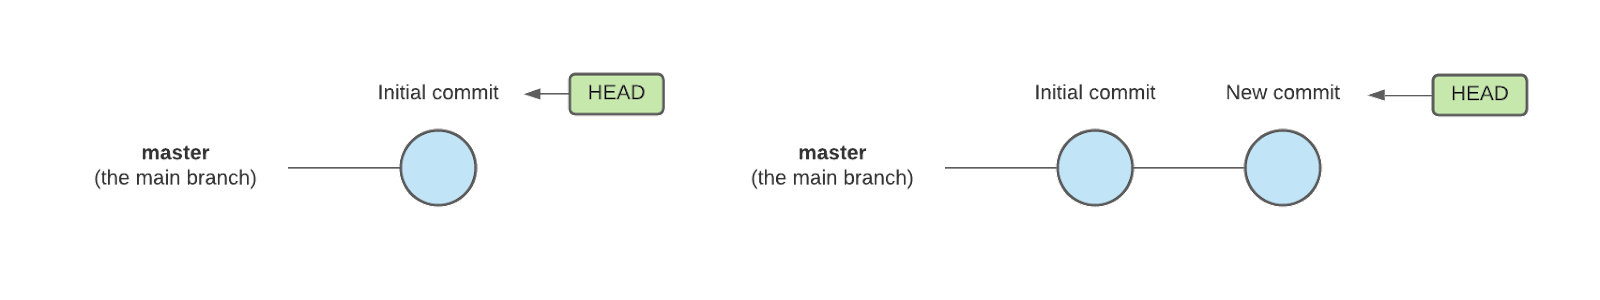 Initial commit
HEAD
master
(the main branch)
Initial commit
New commit
HEAD
master
(the main branch)